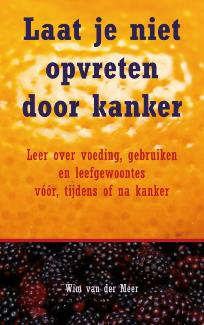 Laat je niet
opvreten
door kanker
Leer over voeding, gebruiken
en leefgewoontes
vóór, tijdens of na kanker
Wim van der Meer